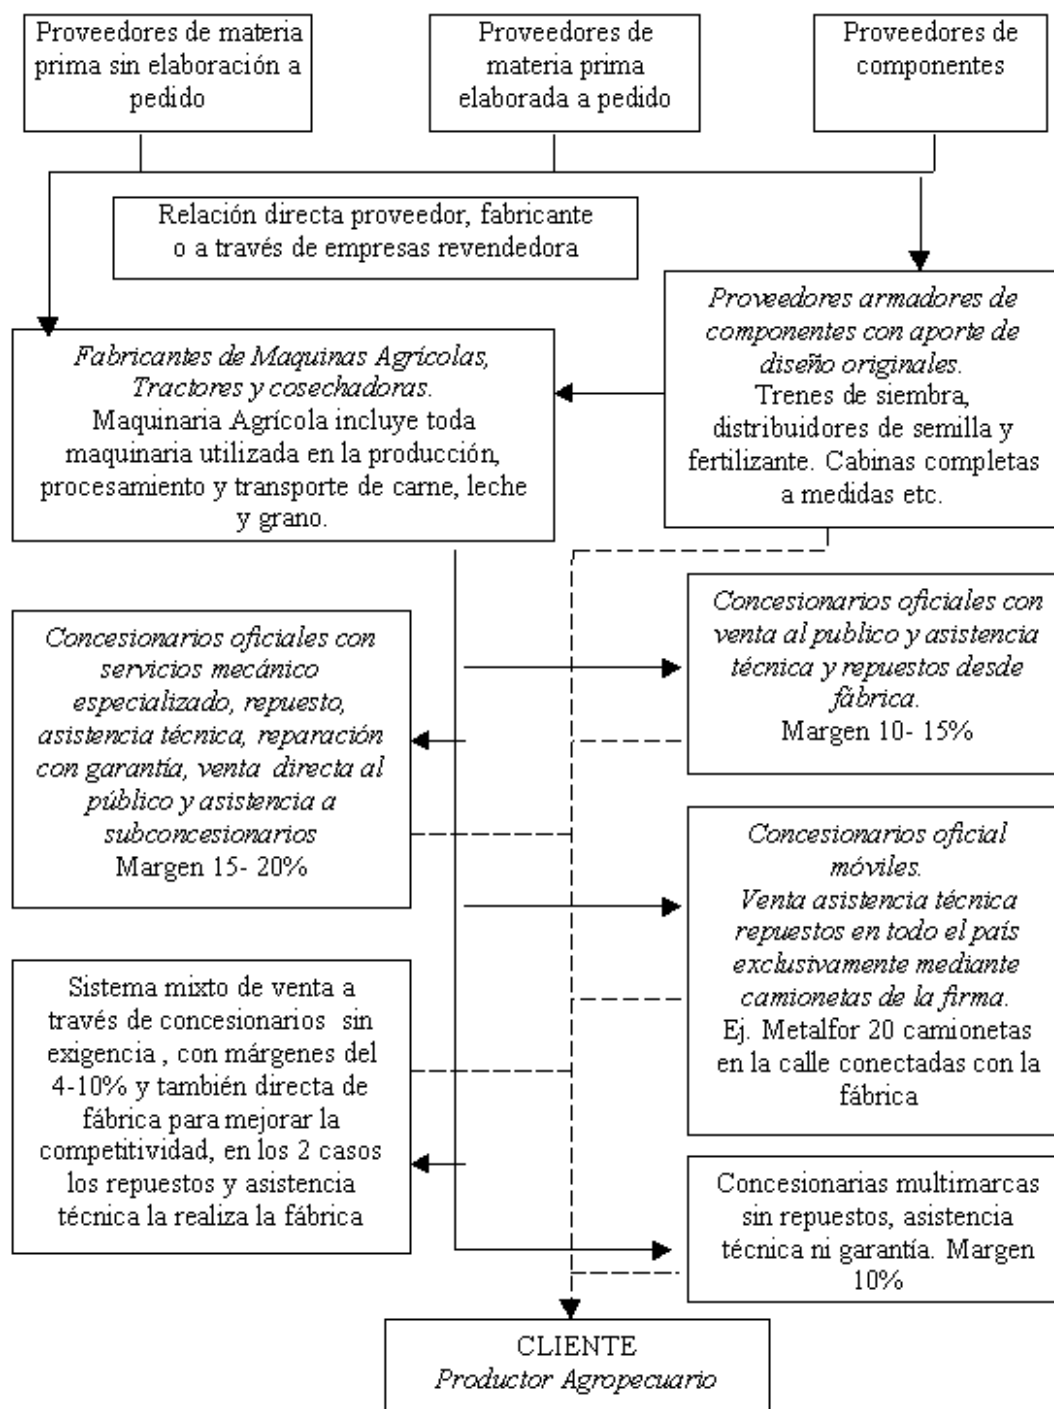 Proveedores de materia
prima sin elaboración a
pedido
Proveedores de
materia prima
elaborada a pedido
Proveedores de
componentes
Relación directa proveedor, fabricante
o a través de empresas revendedora
Proveedores armadores de
componentes con aporte de
diseño originales.
Trenes de siembra,
distribuidores de semilla y
fertilizante. Cabinas completas
a medidas etc.
Fabricantes de Maquinas Agrícolas,
Tractores y cosechadoras.
Maquinaria Agrícola incluye toda
maquinaria utilizada en la producción,
procesamiento y transporte de carne, leche
y grano.
Concesionarios oficiales con
venta al publico y asistencia
técnica y repuestos desde
fábrica.
Margen 10- 15%
Concesionarios oficiales con
servicios mecánico
especializado, repuesto,
asistencia técnica, reparación
con garantía, venta directa al
público y asistencia a
subconcesionarios
Margen 15- 20%
Concesionarios oficial
móviles.
Venta asistencia técnica
repuestos en todo el país
exclusivamente mediante
camionetas de la firma.
Ej. Metalfor 20 camionetas
en la calle conectadas con la
fábrica
Sistema mixto de venta a
través de concesionarios sin
exigencia , con márgenes del
4-10% y también directa de
fábrica para mejorar la
competitividad, en los 2 casos
los repuestos y asistencia
técnica la realiza la fábrica
Concesionarias multimarcas
sin repuestos, asistencia
técnica ni garantía. Margen
10%
CLIENTE
Productor Agropecuario